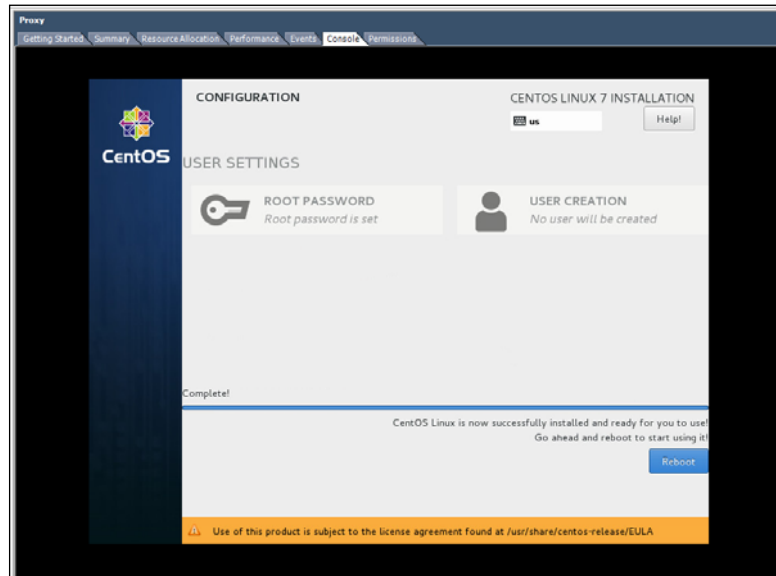 Proxy
Getting Started Summary Resource Allocation Performance Events Console Permissions
CONFIGURATION
CENTOS LINUX 7 INSTALLATION
us
Help!
CentOS
USER SETTINGS
ROOT PASSWORD
Root password is set
USER CREATION
No user will be created
Complete!
CentOS Linux is now successfully installed and ready for you to use!
Go ahead and reboot to start using it!
Reboot
Use of this product is subject to the license agreement found at /usr/share/centos-release/EULA